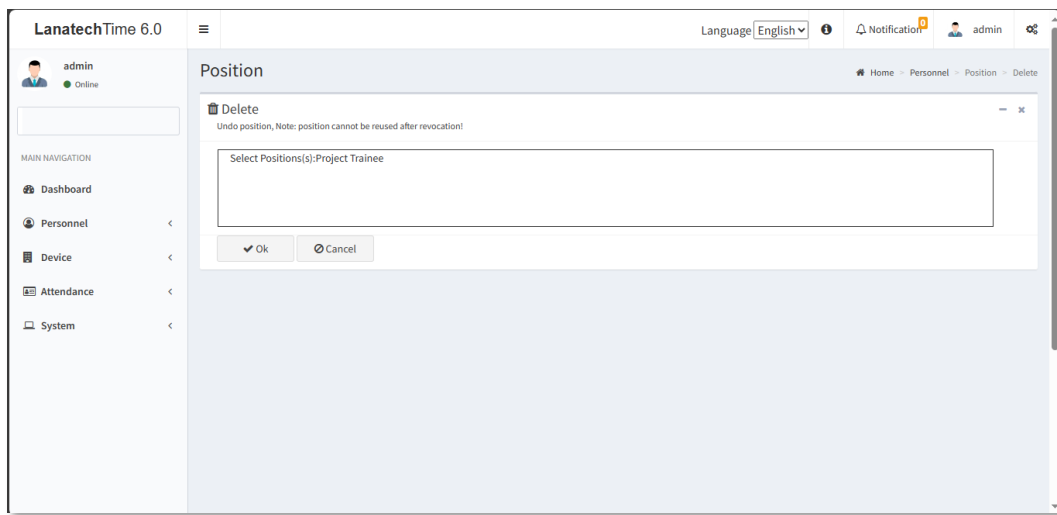 LanatechTime 6.0
Language English
Notification 0
admin
admin
Online
MAIN NAVIGATION
Dashboard
Personnel
Device
Attendance
System
Position
Home > Personnel > Position > Delete
Delete
Undo position, Note: position cannot be reused after revocation!
Select Positions(s):Project Trainee
Ok
Cancel